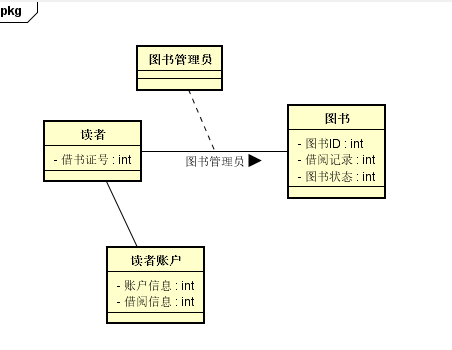 pkg
图书管理员
图书
- 图书ID : int
- 借阅记录 : int
- 图书状态 : int
读者
- 借书证号 : int
图书管理员
读者账户
- 账户信息 : int
- 借阅信息 : int